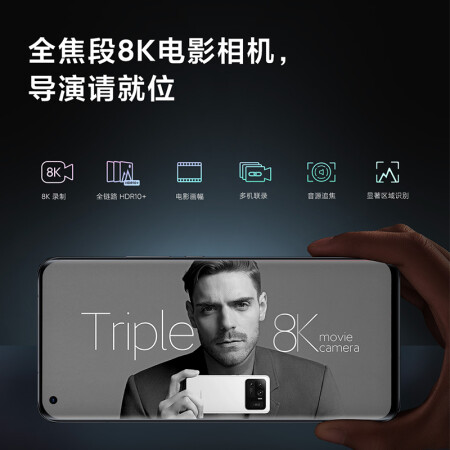 全焦段8K电影相机，
导演请就位
8K
8K 录制
全链路 HDR10+
电影画幅
多机联录
音源追焦
显著区域识别
Triple 8K movie
camera